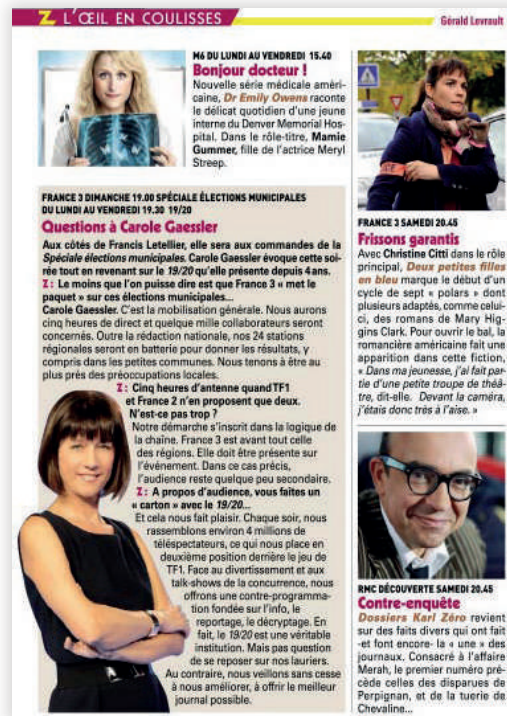 Z L'ŒIL EN COULISSES
Gérald Levrault
M6 DU LUNDI AU VENDREDI 15.40
Bonjour docteur !
Nouvelle série médicale améri-
caine, Dr Emily Owens raconte
le délicat quotidien d'une jeune
interne du Denver Memorial Hos-
pital. Dans le rôle-titre, Mamie
Gummer, fille de l'actrice Meryl
Streep.
FRANCE 3 DIMANCHE 19.00 SPÉCIALE ÉLECTIONS MUNICIPALES
DU LUNDI AU VENDREDI 19.30 19/20
Questions à Carole Gaessler
Aux côtés de Francis Letellier, elle sera aux commandes de la
Spéciale élections municipales. Carole Gaessler évoque cette soi-
rée tout en revenant sur le 19/20 qu'elle présente depuis 4 ans.
Z : Le moins que l'on puisse dire est que France 3 « met le
paquet » sur ces élections municipales...
Carole Gaessler. C'est la mobilisation générale. Nous aurons
cinq heures de direct et quelque mille collaborateurs seront
concernés. Outre la rédaction nationale, nos 24 stations
régionales seront en batterie pour donner les résultats, y
compris dans les petites communes. Nous tenons à être au
plus près des préoccupations locales.
Z : Cinq heures d'antenne quand TF1
et France 2 n'en proposent que deux.
N'est-ce pas trop ?
Notre démarche s'inscrit dans la logique de
la chaîne. France 3 est avant tout celle
des régions. Elle doit être présente sur
l'événement. Dans ce cas précis,
l'audience reste quelque peu secondaire.
Z : A propos d'audience, vous faites un
« carton » avec le 19/20...
Et cela nous fait plaisir. Chaque soir, nous
rassemblons environ 4 millions de
téléspectateurs, ce qui nous place en
deuxième position derrière le jeu de
TF1. Face au divertissement et aux
talk-shows de la concurrence, nous
offrons une contre-programma-
tion fondée sur l'info, le
reportage, le décryptage. En
fait, le 19/20 est une véritable
institution. Mais pas question
de se reposer sur nos lauriers.
Au contraire, nous veillons sans cesse
à nous améliorer, à offrir le meilleur
journal possible.
FRANCE 3 SAMEDI 20.45
Frissons garantis
Avec Christine Citti dans le rôle
principal, Deux petites filles
en bleu marque le début d'un
cycle de sept « polars » dont
plusieurs adaptés, comme celui-
ci, des romans de Mary Hig-
gins Clark. Pour ouvrir le bal, la
romancière américaine fait une
apparition dans cette fiction,
« Dans ma jeunesse, j'ai fait par-
tie d'une petite troupe de théâ-
tre, dit-elle. Devant la caméra,
j'étais donc très à l'aise. »
RMC DÉCOUVERTE SAMEDI 20.45
Contre-enquête
Dossiers Karl Zéro revient
sur des faits divers qui ont fait
-et font encore- la « une » des
journaux. Consacré à l'affaire
Merah, le premier numéro pré-
cède celles des disparues de
Perpignan, et de la tuerie de
Chevaline...